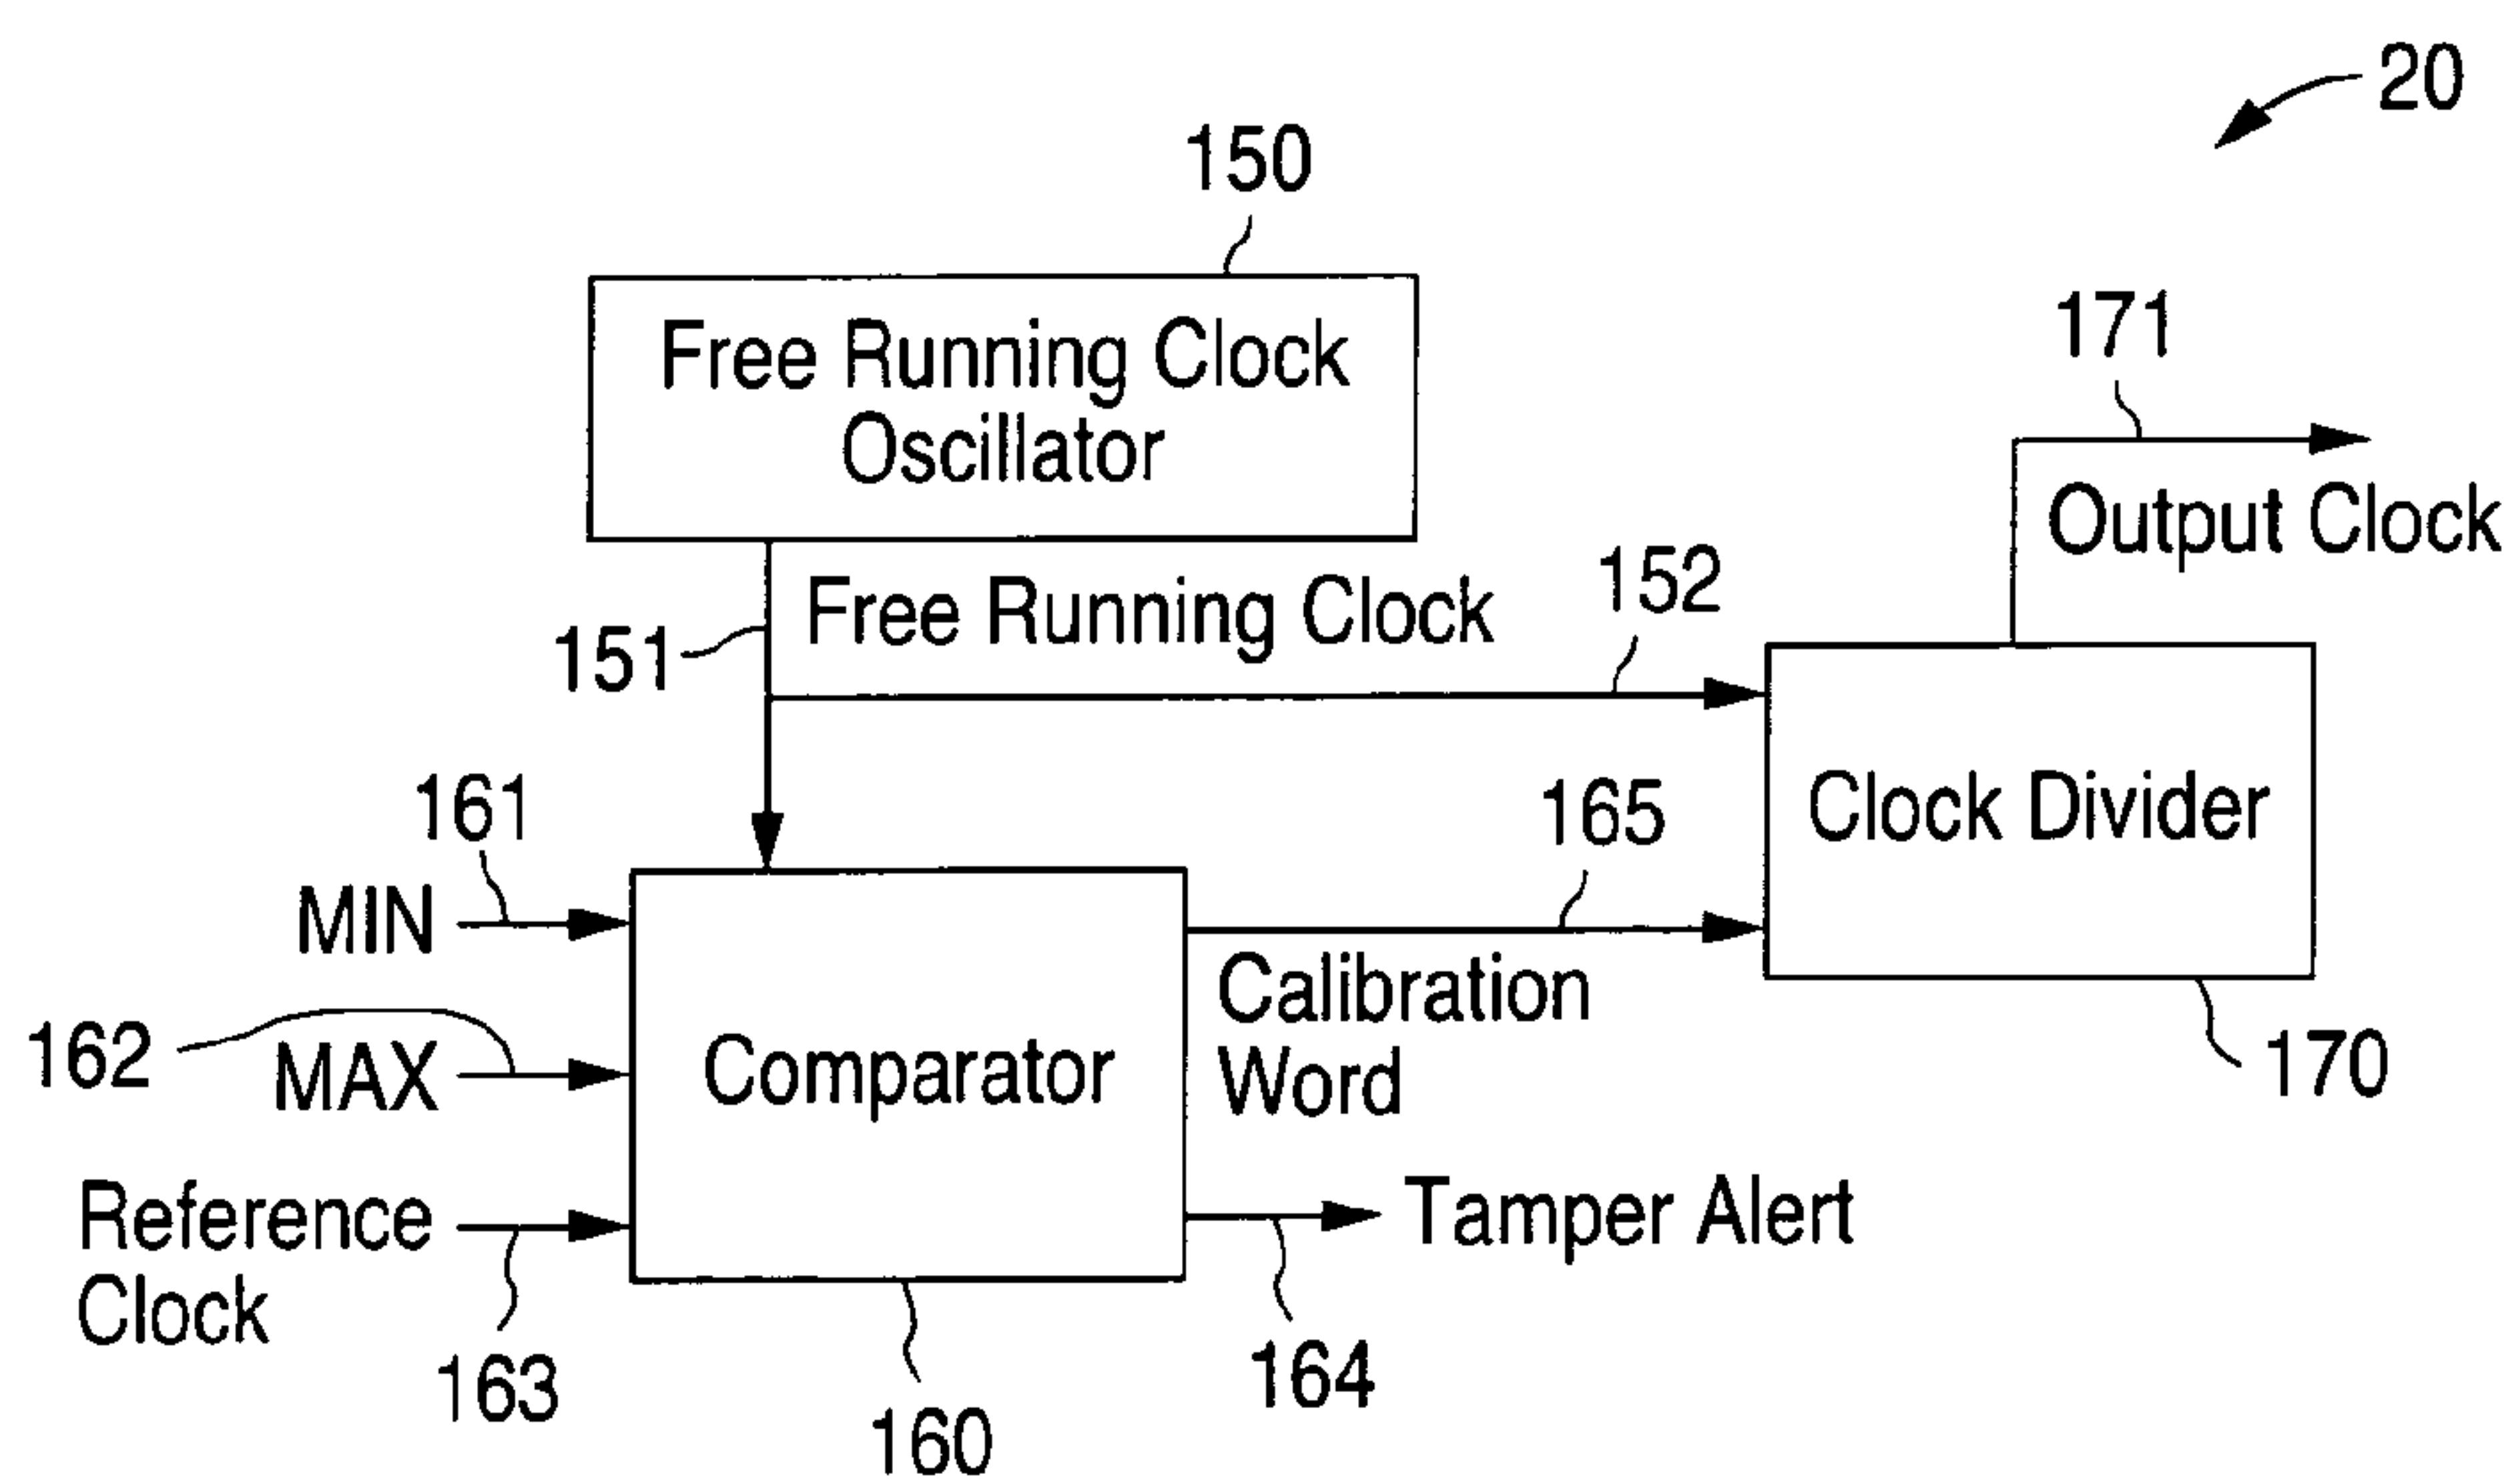 20
150
Free Running Clock
Oscillator
171
Output Clock
Free Running Clock
152
151
161
MIN
165
Clock Divider
162
MAX
Comparator
Calibration
Word
170
Reference
Clock
Tamper Alert
163
164
160